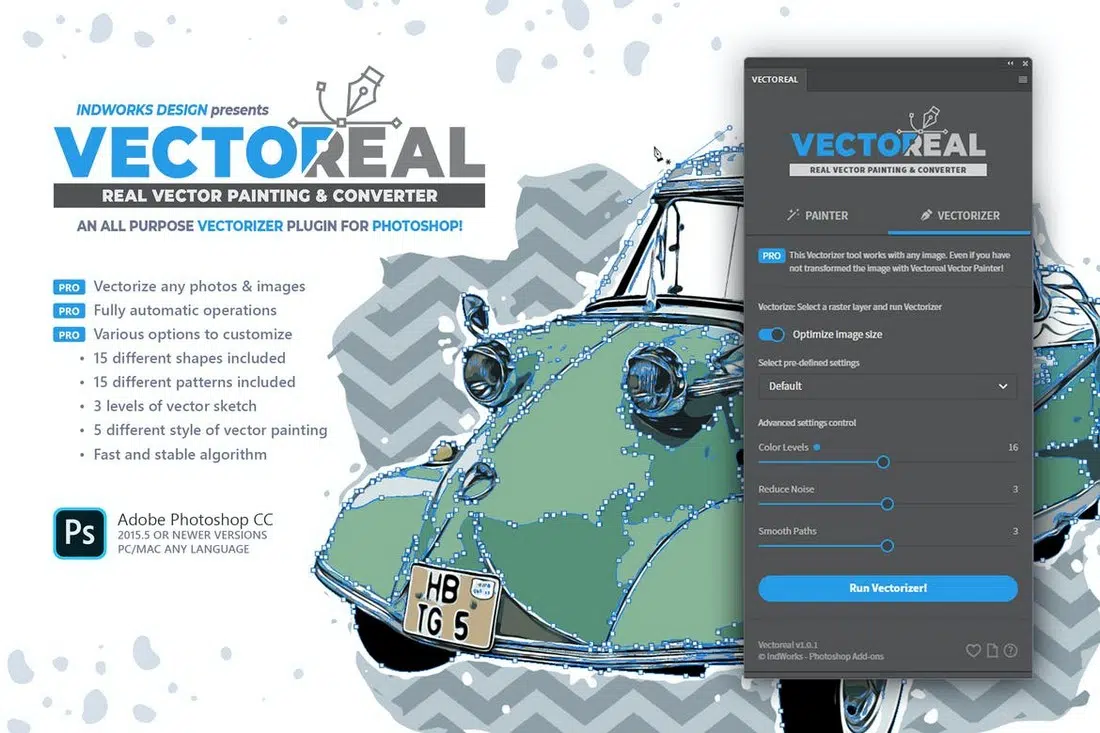 INDWORKS DESIGN presents
VECTOREAL
REAL VECTOR PAINTING & CONVERTER
AN ALL PURPOSE VECTORIZER PLUGIN FOR PHOTOSHOP!
PRO Vectorize any photos & images
PRO Fully automatic operations
PRO Various options to customize
• 15 different shapes included
• 15 different patterns included
• 3 levels of vector sketch
• 5 different style of vector painting
• Fast and stable algorithm
Ps
Adobe Photoshop CC
2015.5 OR NEWER VERSIONS
PC/MAC ANY LANGUAGE
HB
TG 5
VECTOREAL
VECTOREAL
REAL VECTOR PAINTING & CONVERTER
PAINTER VECTORIZER
PRO This Vectorizer tool works with any image. Even if you have
not transformed the image with Vectoreal Vector Painter!
Vectorize: Select a raster layer and run Vectorizer
Optimize image size
Select pre-defined settings
Default
Advanced settings control
Color Levels 16
Reduce Noise 3
Smooth Paths 3
Run Vectorizer!
Vectoreal v1.0.1
© IndWorks - Photoshop Add-ons